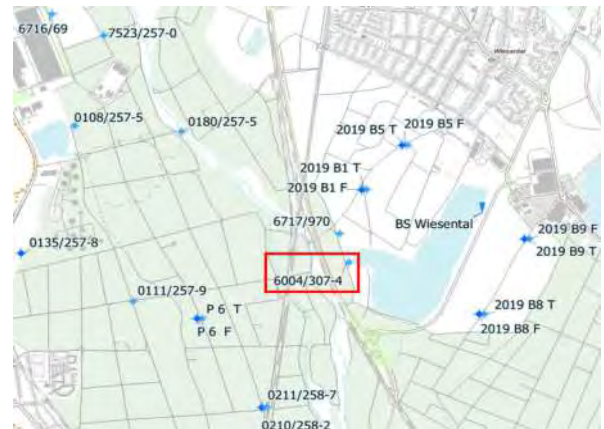 6716/69
7523/257-0
Wiesental
0108/257-5
0180/257-5
2019 B5 T
2019 B5 F
2019 B1 T
2019 B1 F
BS Wiesental
6717/970
2019 B9 F
2019 B9 T
0135/257-8
6004/307-4
0111/257-9
P 6 T
P 6 F
2019 B8 T
2019 B8 F
0211/258-7
0210/258-2